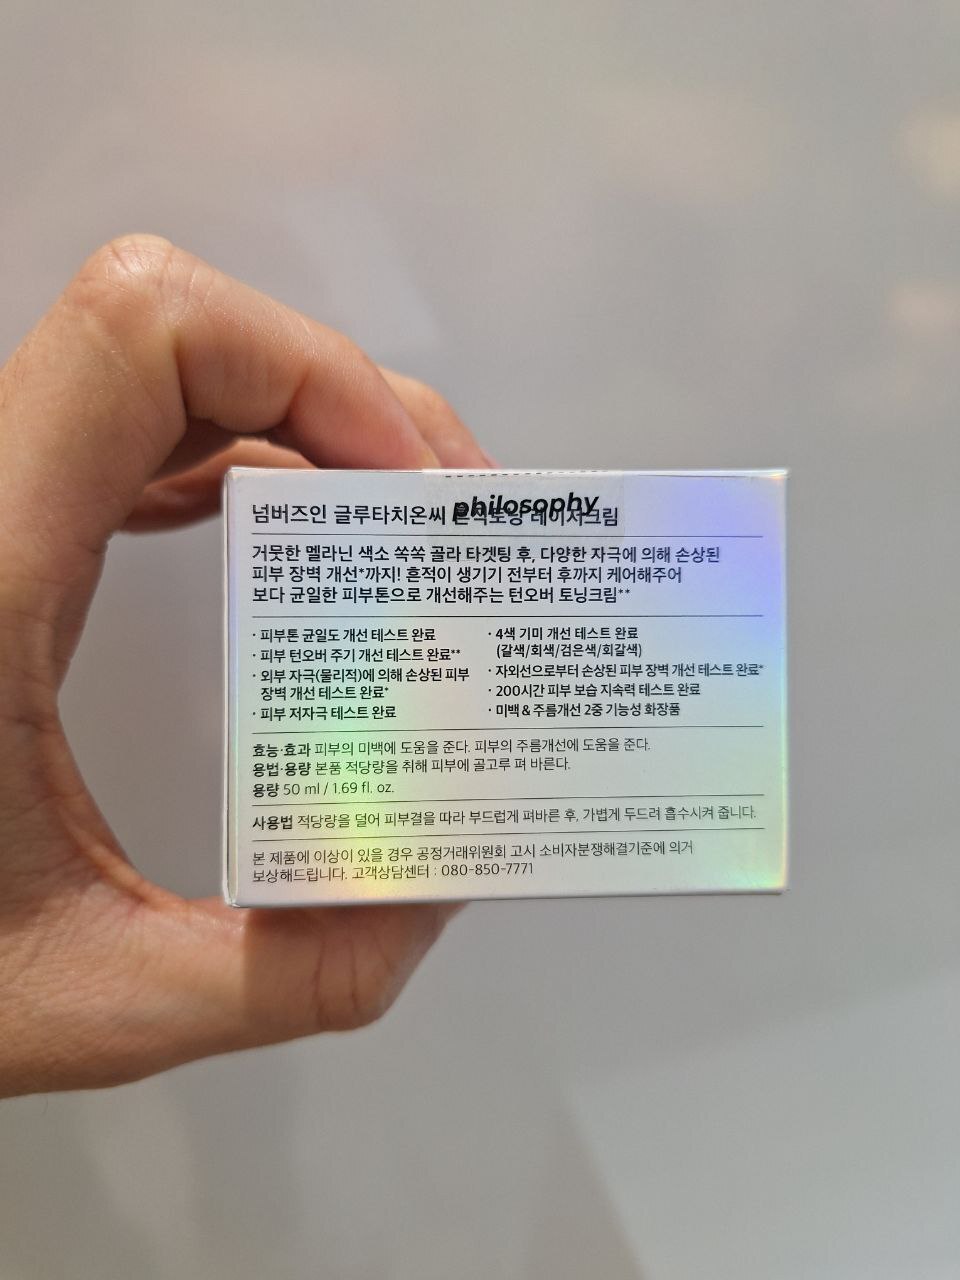 philosophy
넘버즈인 글루타치온씨 흔적토닝 레이저크림
거뭇한 멜라닌 색소 쏙쏙 골라 타겟팅 후, 다양한 자극에 의해 손상된
피부 장벽 개선*까지! 흔적이 생기기 전부터 후까지 케어해주어
보다 균일한 피부톤으로 개선해주는 턴오버 토닝크림**
· 피부톤 균일도 개선 테스트 완료
· 피부 턴오버 주기 개선 테스트 완료**
· 외부 자극(물리적)에 의해 손상된 피부
장벽 개선 테스트 완료*
· 피부 저자극 테스트 완료
· 4색 기미 개선 테스트 완료
(갈색/회색/검은색/회갈색)
· 자외선으로부터 손상된 피부 장벽 개선 테스트 완료*
· 200시간 피부 보습 지속력 테스트 완료
· 미백 & 주름개선 2중 기능성 화장품
효능·효과 피부의 미백에 도움을 준다. 피부의 주름개선에 도움을 준다.
용법·용량 본품 적당량을 취해 피부에 골고루 펴 바른다.
용량 50 ml / 1.69 fl. oz.
사용법 적당량을 덜어 피부결을 따라 부드럽게 펴바른 후, 가볍게 두드려 흡수시켜 줍니다.
본 제품에 이상이 있을 경우 공정거래위원회 고시 소비자분쟁해결기준에 의거
보상해드립니다. 고객상담센터 : 080-850-7771